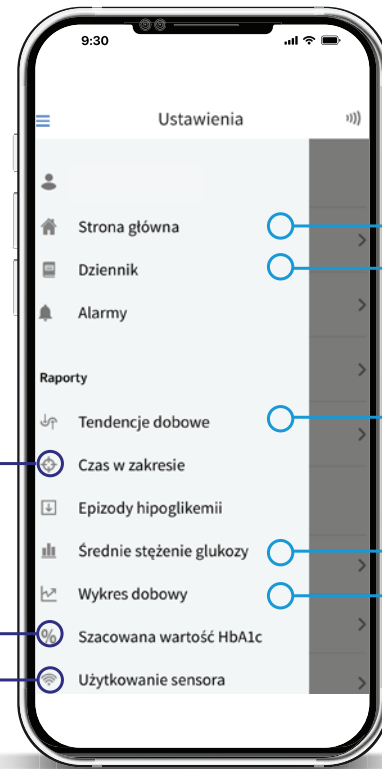 9:30
Ustawienia
Strona główna
Dziennik
Alarmy
Raporty
Tendencje dobowe
Czas w zakresie
Epizody hipoglikemii
Średnie stężenie glukozy
Wykres dobowy
% Szacowana wartość HbA1c
Użytkowanie sensora